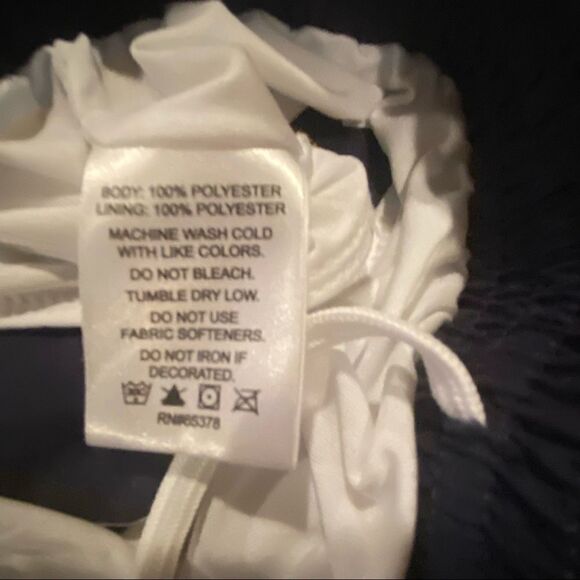 BODY: 100% POLYESTER
LINING: 100% POLYESTER
MACHINE WASH COLD
WITH LIKE COLORS.
DO NOT BLEACH.
TUMBLE DRY LOW.
DO NOT USE
FABRIC SOFTENERS.
DO NOT IRON IF
DECORATED.
RN#65378